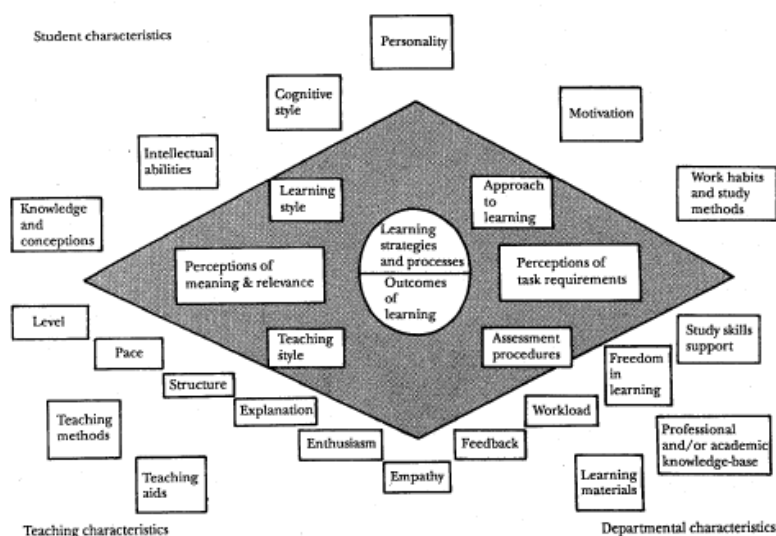 Student characteristics
Personality
Cognitive
style
Motivation
Intellectual
abilities
Work habits
and study
methods
Learning
style
Approach
to
learning
Knowledge
and
conceptions
Learning
strategies
and processes
Perceptions of
meaning & relevance
Perceptions of
task requirements
Outcomes
of
learning
Level
Teaching
style
Assessment
procedures
Study skills
support
Pace
Freedom
in
learning
Structure
Explanation
Workload
Teaching
methods
Enthusiasm
Feedback
Professional
and/or academic
knowledge-base
Empathy
Teaching
aids
Learning
materials
Teaching characteristics
Departmental characteristics